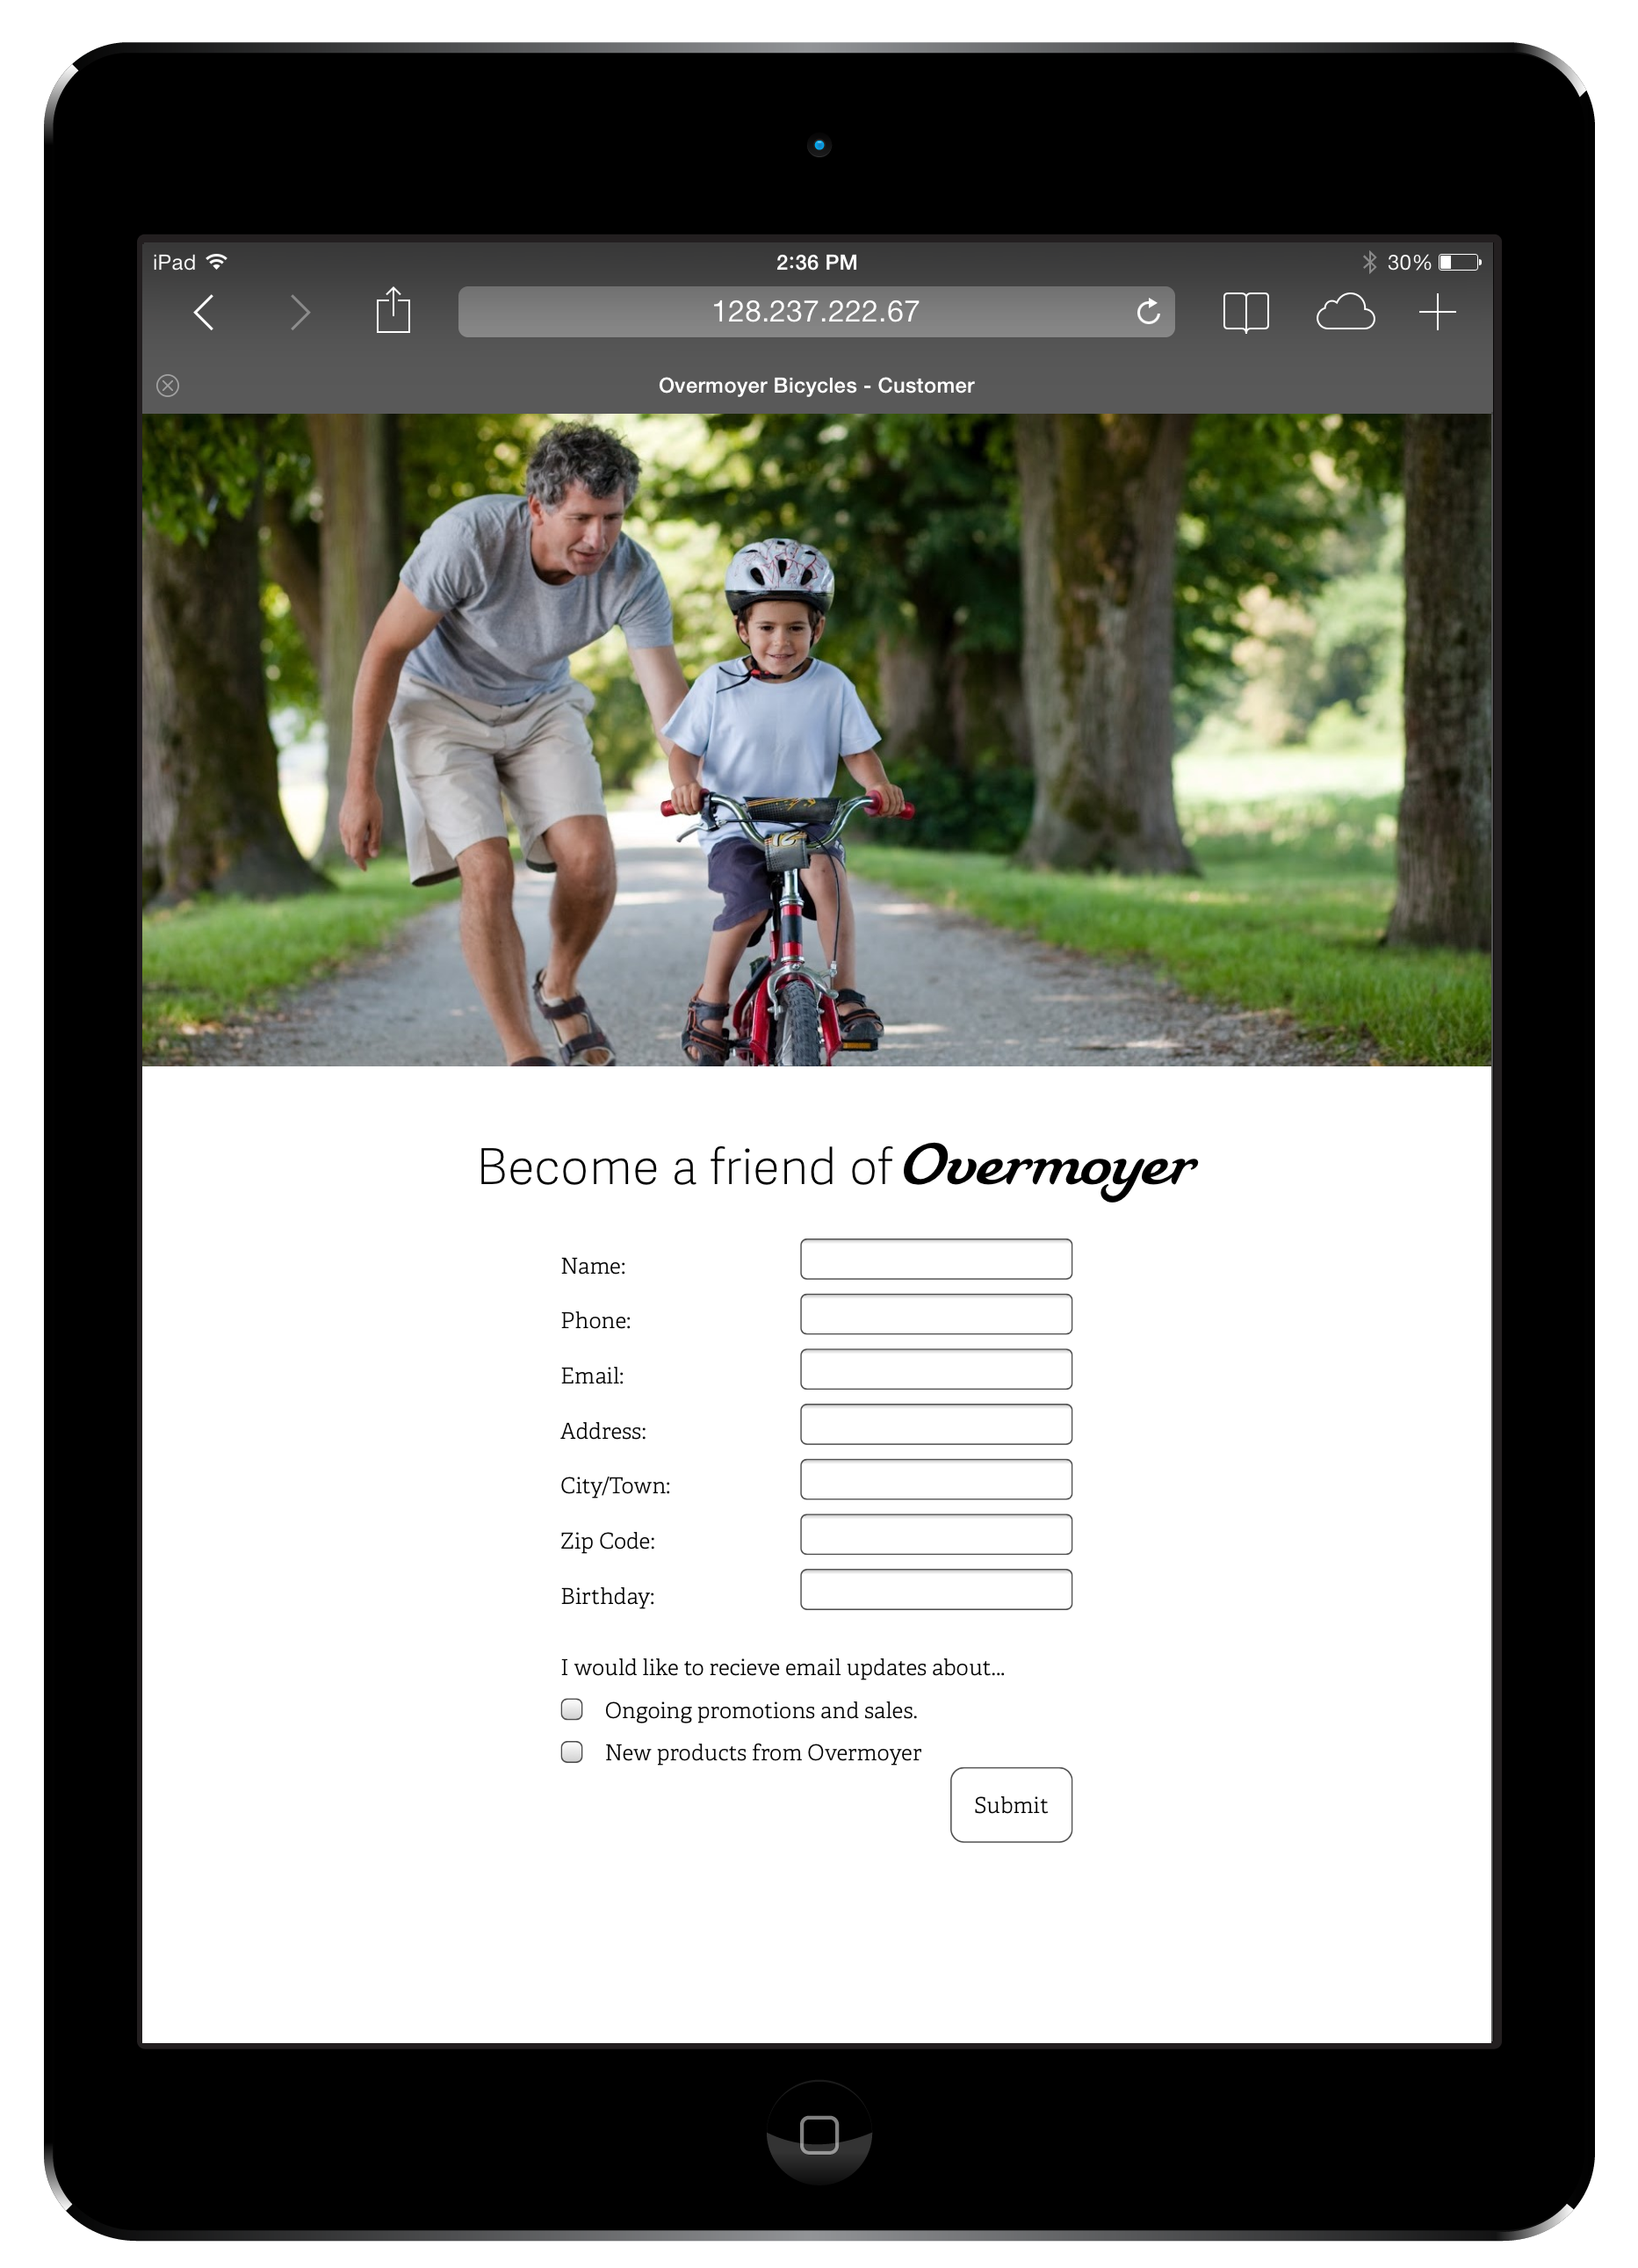 iPad 2:36 PM 30%
128.237.222.67
Overmoyer Bicycles - Customer
Become a friend of Overmoyer
Name:
Phone:
Email:
Address:
City/Town:
Zip Code:
Birthday:
I would like to recieve email updates about...
Ongoing promotions and sales.
New products from Overmoyer
Submit